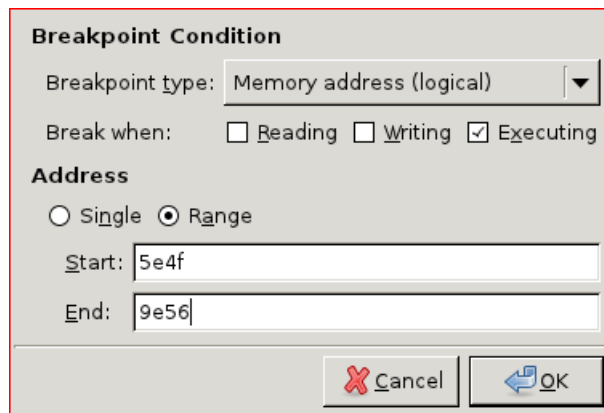 Breakpoint Condition
Breakpoint type: Memory address (logical)
Break when: Reading Writing Executing
Address
Single Range
Start: 5e4f
End: 9e56
Cancel OK